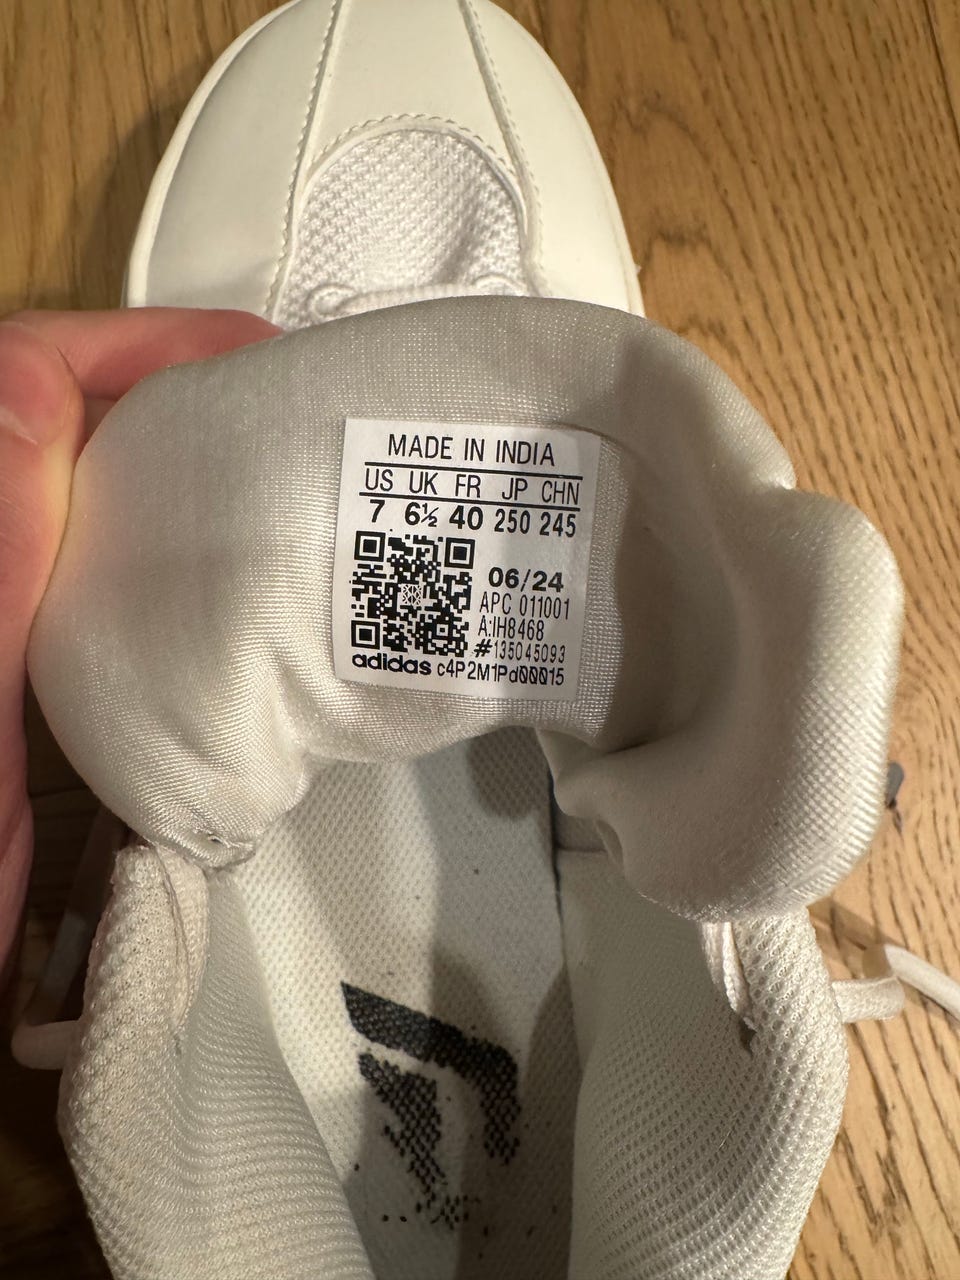 MADE IN INDIA
US UK FR JP CHN
7 6½ 40 250 245
06/24
APC 011001
A:IH8468
#135045093
adidas c4P2M1Pd00015